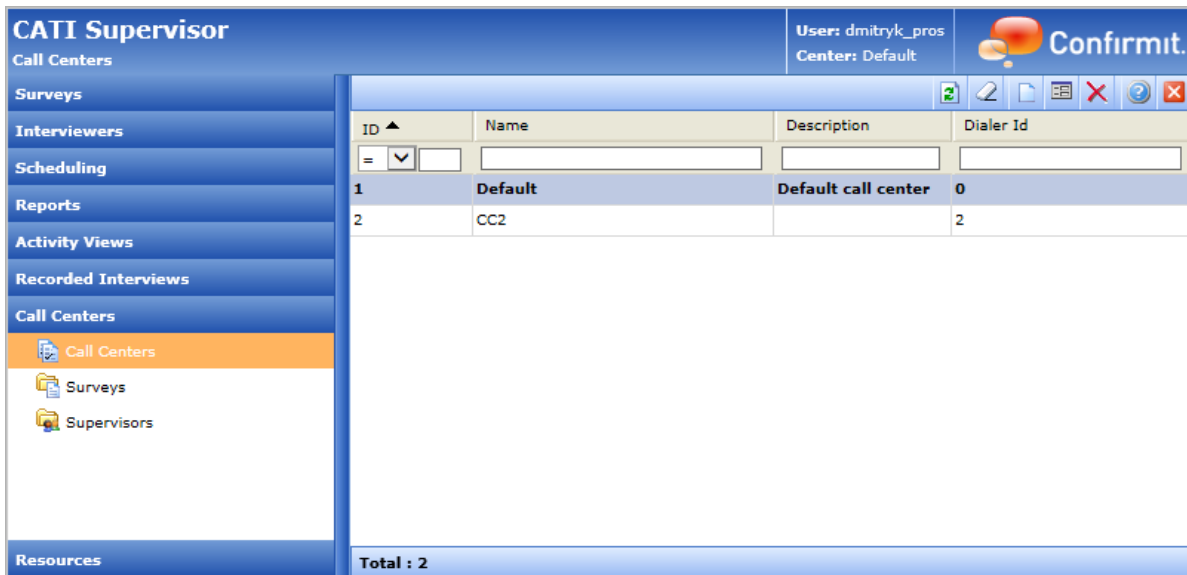 CATI Supervisor
Call Centers
User: dmitryk_pros
Center: Default
Confirmit.
Surveys
Interviewers
Scheduling
Reports
Activity Views
Recorded Interviews
Call Centers
Call Centers
Surveys
Supervisors
Resources
ID Name Description Dialer Id
=
1 Default Default call center 0
2 CC2 2
Total : 2